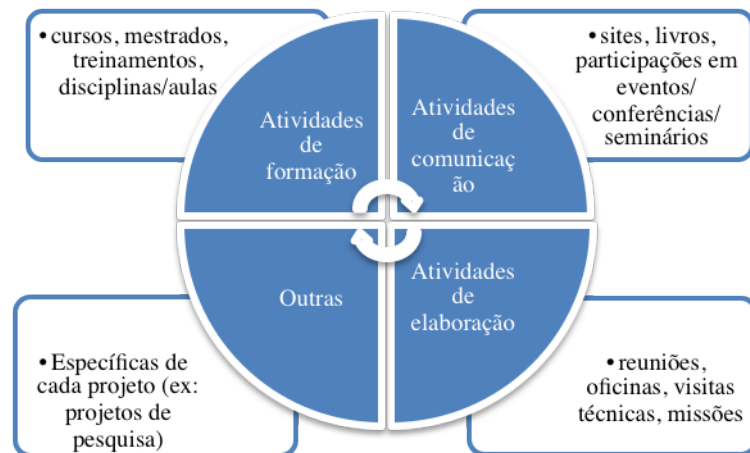 • cursos, mestrados,
treinamentos,
disciplinas/aulas
Atividades
de
formação
Atividades
de
comunicaç
ão
• sites, livros,
participações em
eventos/
conferências/
seminários
• Específicas de
cada projeto (ex:
projetos de
pesquisa)
Outras
Atividades
de
elaboração
• reuniões,
oficinas, visitas
técnicas, missões